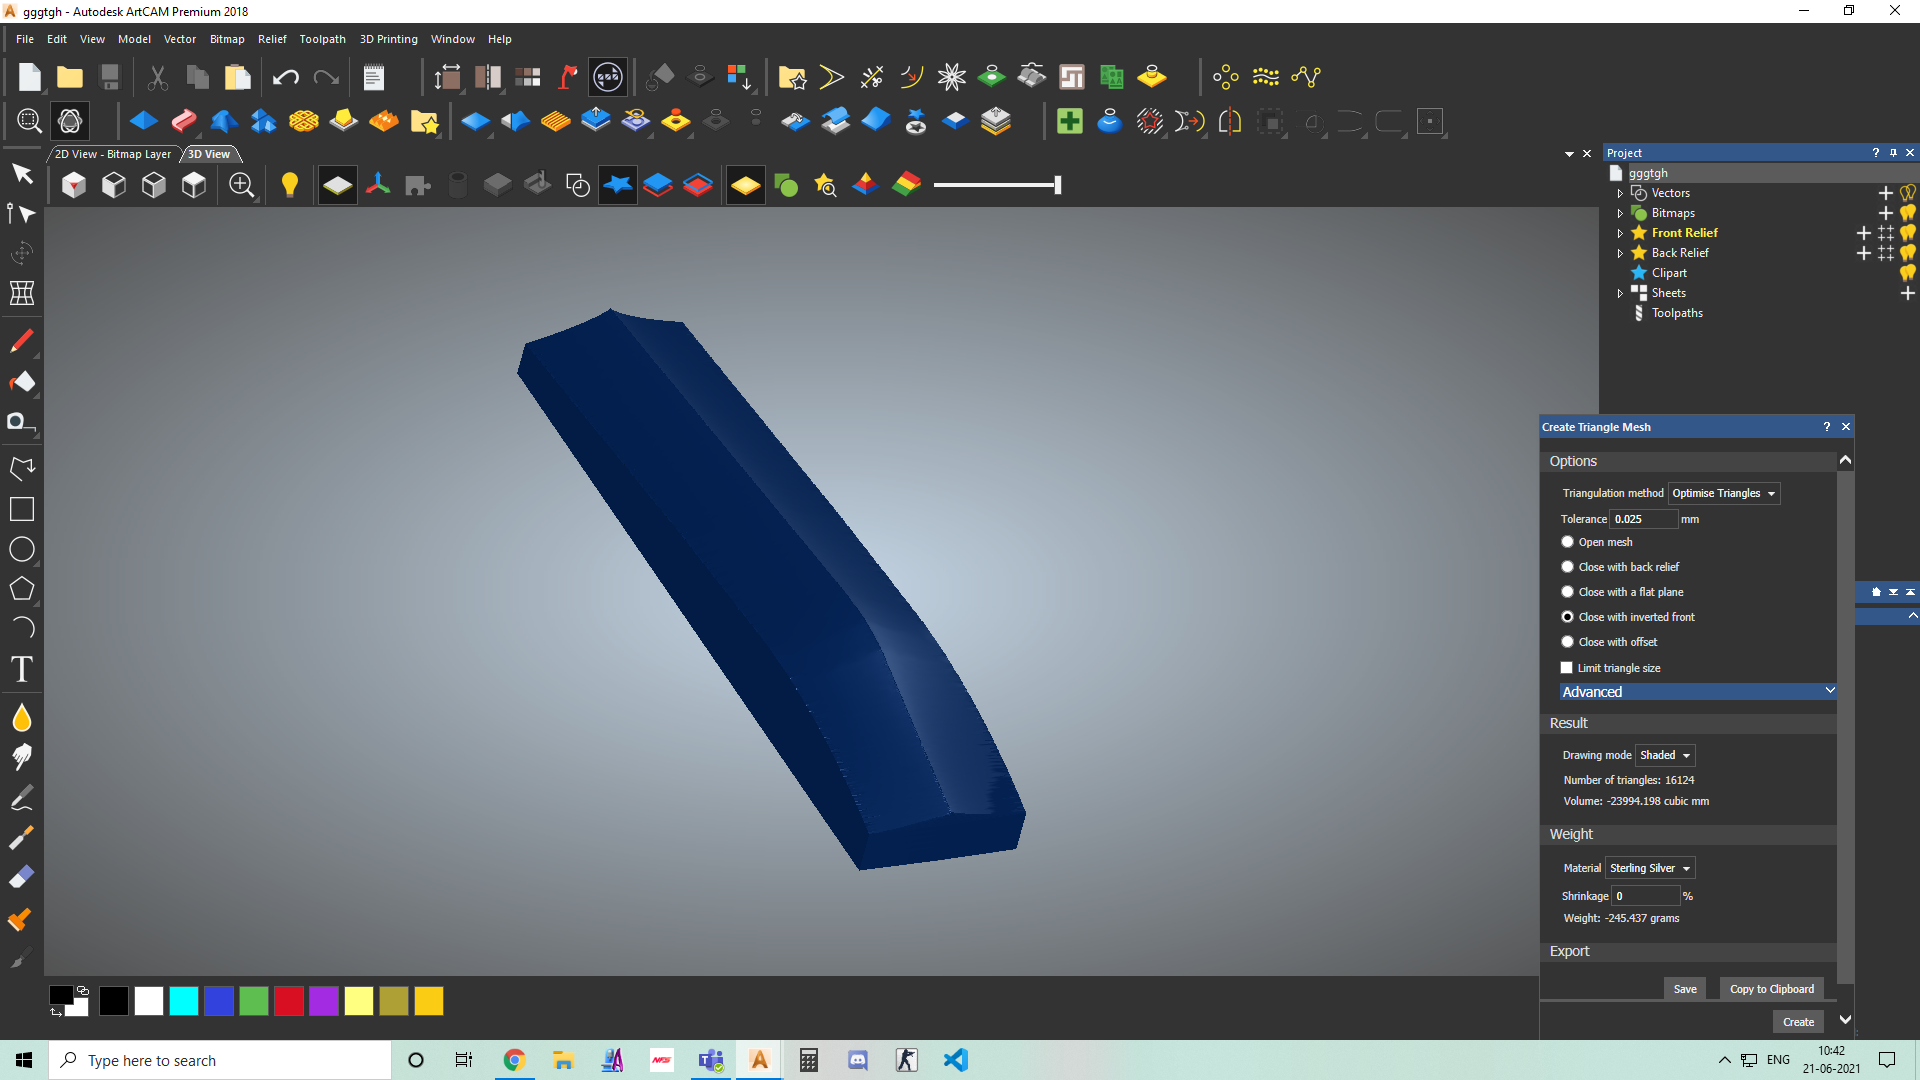 gggtgh - Autodesk ArtCAM Premium 2018
File Edit View Model Vector Bitmap Relief Toolpath 3D Printing Window Help
2D View - Bitmap Layer 3D View
Project ?
gggtgh
Vectors
Bitmaps
Front Relief
Back Relief
Clipart
Sheets
Toolpaths
Create Triangle Mesh ?
Options
Triangulation method Optimise Triangles
Tolerance 0.025 mm
Open mesh
Close with back relief
Close with a flat plane
Close with inverted front
Close with offset
Limit triangle size
Advanced
Result
Drawing mode Shaded
Number of triangles: 16124
Volume: -23994.198 cubic mm
Weight
Material Sterling Silver
Shrinkage 0 %
Weight: -245.437 grams
Export
Save Copy to Clipboard
Create
T
Type here to search
NFS
A
ENG
10:42
21-06-2021